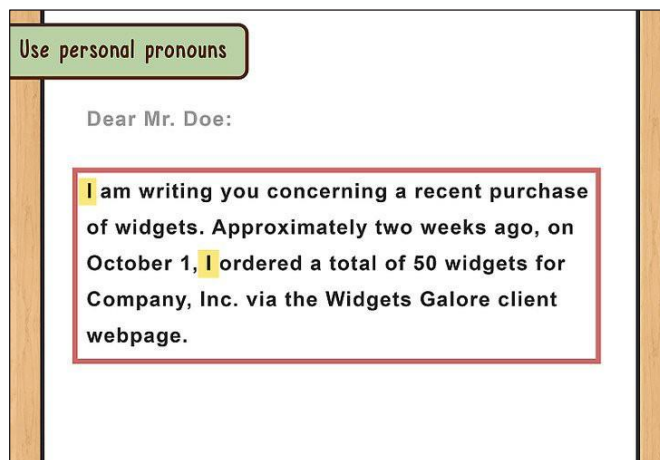 Use personal pronouns
Dear Mr. Doe:
I am writing you concerning a recent purchase
of widgets. Approximately two weeks ago, on
October 1, I ordered a total of 50 widgets for
Company, Inc. via the Widgets Galore client
webpage.